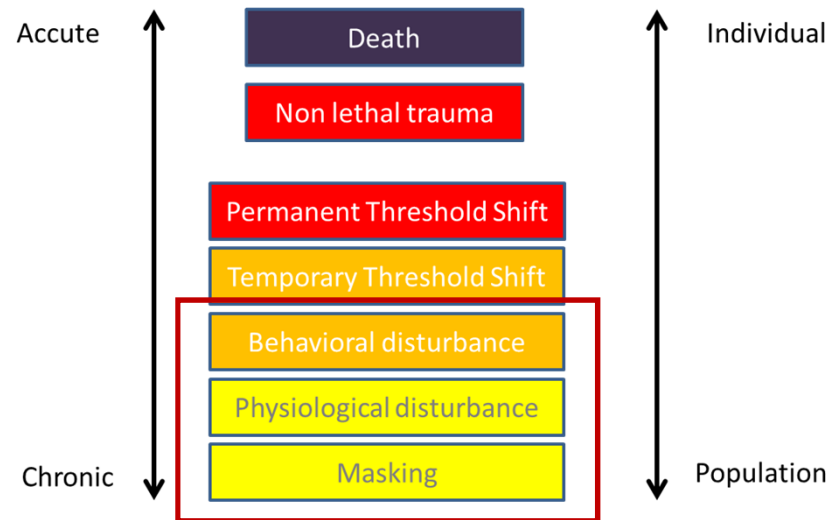 Accute
Death
Individual
Non lethal trauma
Permanent Threshold Shift
Temporary Threshold Shift
Behavioral disturbance
Physiological disturbance
Masking
Chronic
Population